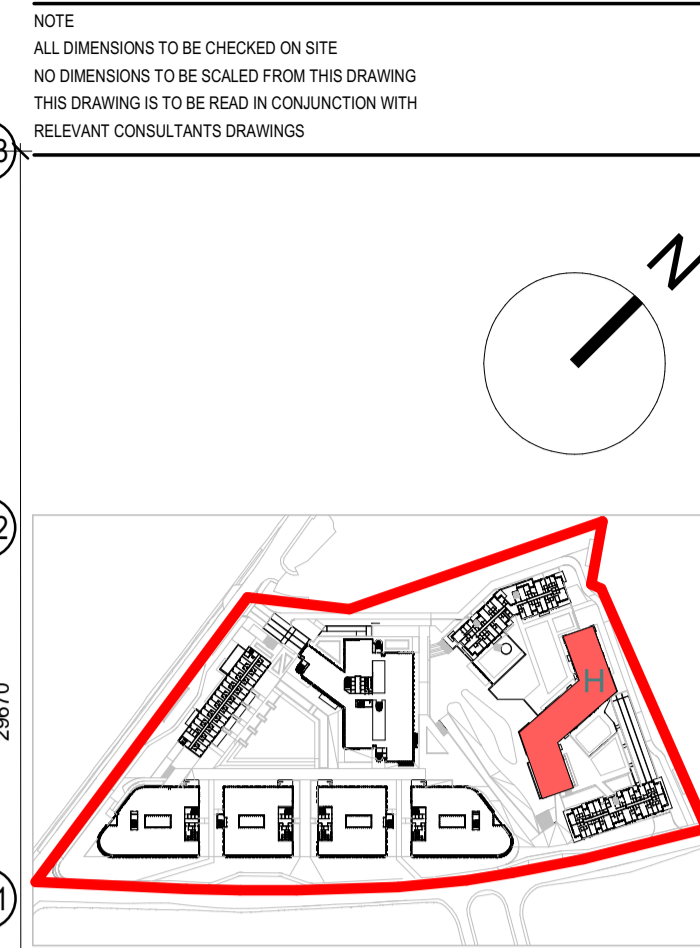 NOTE
ALL DIMENSIONS TO BE CHECKED ON SITE
NO DIMENSIONS TO BE SCALED FROM THIS DRAWING
THIS DRAWING IS TO BE READ IN CONJUNCTION WITH
RELEVANT CONSULTANTS DRAWINGS
3
N
2
H
29670
1